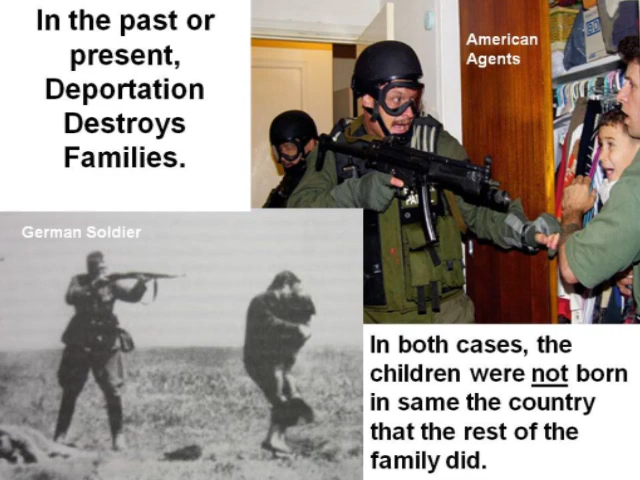 In the past or
present,
Deportation
Destroys
Families.
American
Agents
German Soldier
In both cases, the
children were not born
in same the country
that the rest of the
family did.